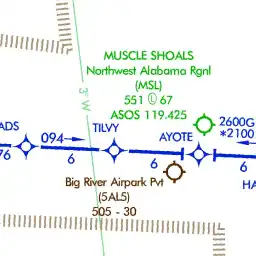 MUSCLE SHOALS
Northwest Alabama Rgnl
(MSL)
551 Ⓛ 67
ASOS 119.425
3° W
2600G
*2100
ADS
094
TILVY
AYOTE
76
6
6
6
Big River Airpark Pvt
(5AL5)
505 - 30
HA